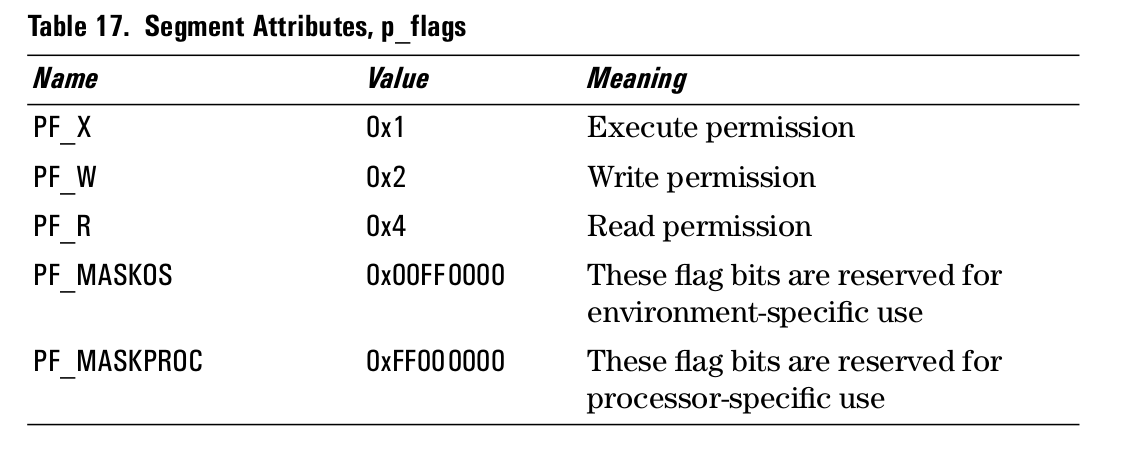 Table 17. Segment Attributes, p_flags
Name Value Meaning
PF_X 0x1 Execute permission
PF_W 0x2 Write permission
PF_R 0x4 Read permission
PF_MASKOS 0x00FF0000 These flag bits are reserved for
environment-specific use
PF_MASKPROC 0xFF000000 These flag bits are reserved for
processor-specific use